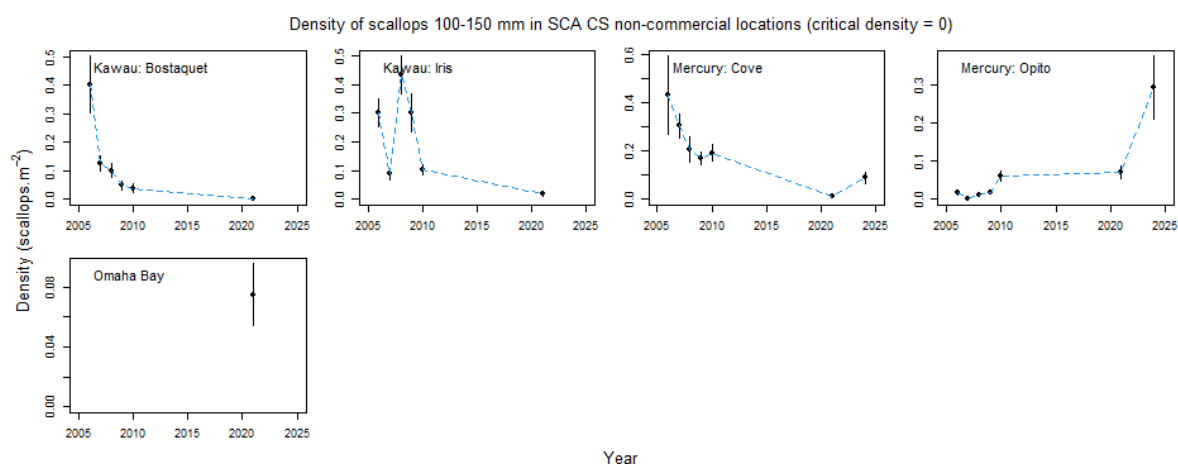 Density of scallops 100-150 mm in SCA CS non-commercial locations (critical density = 0)
Density (scallops.m⁻²)
Kawau: Bostaquet
0.5
0.4
0.3
0.2
0.1
0.0
2005 2010 2015 2020 2025
Kawau: Iris
0.5
0.4
0.3
0.2
0.1
0.0
2005 2010 2015 2020 2025
Mercury: Cove
0.6
0.4
0.2
0.0
2005 2010 2015 2020 2025
Mercury: Opito
0.3
0.2
0.1
0.0
2005 2010 2015 2020 2025
Omaha Bay
0.08
0.04
0.00
2005 2010 2015 2020 2025
Year